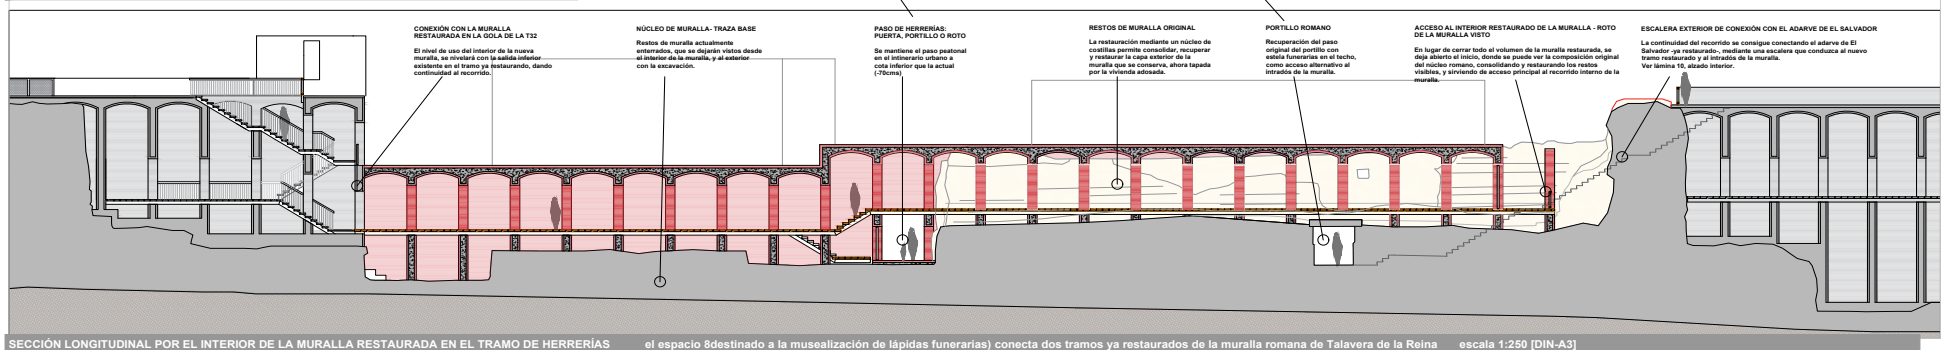 CONEXIÓN CON LA MURALLA
RESTAURADA EN LA GOLA DE LA T32
El nivel de uso del interior de la nueva
muralla, se nivelará con la salida inferior
existente en el tramo ya restaurando, dando
continuidad al recorrido.
NÚCLEO DE MURALLA- TRAZA BASE
Restos de muralla actualmente
enterrados, que se dejarán vistos desde
el interior de la muralla, y al exterior
con la excavación.
PASO DE HERRERÍAS:
PUERTA, PORTILLO O ROTO
Se mantiene el paso peatonal
en el intinerario urbano a
cota inferior que la actual
(-70cms)
RESTOS DE MURALLA ORIGINAL
La restauración mediante un núcleo de
costillas permite consolidar, recuperar
y restaurar la capa exterior de la
muralla que se conserva, ahora tapada
por la vivienda adosada.
PORTILLO ROMANO
Recuperación del paso
original del portillo con
estela funerarias en el techo,
como acceso alternativo al
intradós de la muralla.
ACCESO AL INTERIOR RESTAURADO DE LA MURALLA - ROTO
DE LA MURALLA VISTO
En lugar de cerrar todo el volumen de la muralla restaurada, se
deja abierto el inicio, donde se puede ver la composición original
del núcleo romano, consolidando y restaurando los restos
visibles, y sirviendo de acceso principal al recorrido interno de la
muralla.
ESCALERA EXTERIOR DE CONEXIÓN CON EL ADARVE DE EL SALVADOR
La continuidad del recorrido se consigue conectando el adarve de El
Salvador -ya restaurado-, mediante una escalera que conduzca al nuevo
tramo restaurado y al intradós de la muralla.
Ver lámina 10, alzado interior.
SECCIÓN LONGITUDINAL POR EL INTERIOR DE LA MURALLA RESTAURADA EN EL TRAMO DE HERRERÍAS el espacio 8destinado a la musealización de lápidas funerarias) conecta dos tramos ya restaurados de la muralla romana de Talavera de la Reina escala 1:250 [DIN-A3]